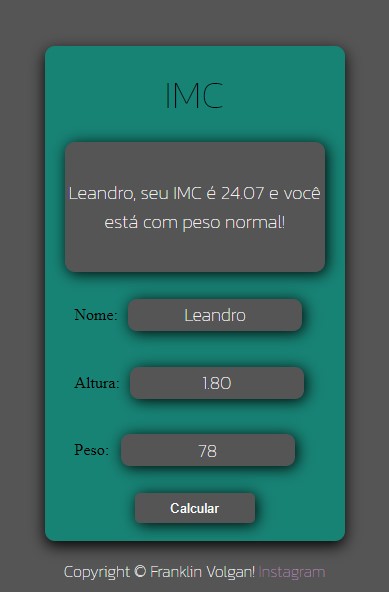 IMC
Leandro, seu IMC é 24.07 e você
está com peso normal!
Nome: Leandro
Altura: 1.80
Peso: 78
Calcular
Copyright © Franklin Volgan! Instagram